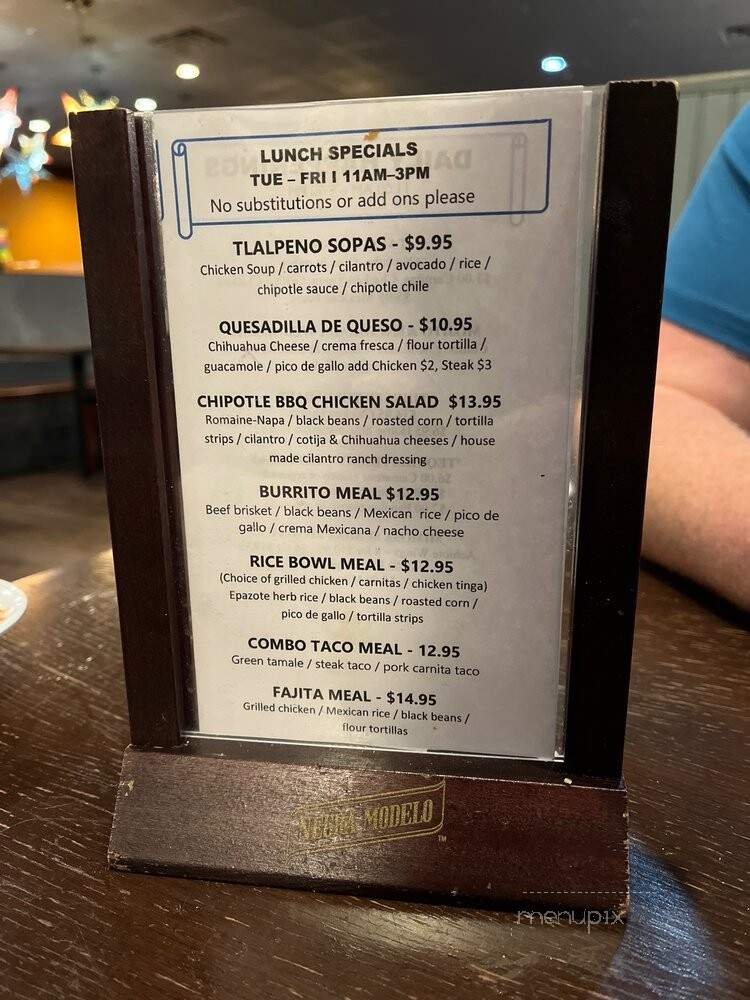 LUNCH SPECIALS
TUE – FRI I 11AM–3PM
No substitutions or add ons please
TLALPENO SOPAS - $9.95
Chicken Soup / carrots / cilantro / avocado / rice /
chipotle sauce / chipotle chile
QUESADILLA DE QUESO - $10.95
Chihuahua Cheese / crema fresca / flour tortilla /
guacamole / pico de gallo add Chicken $2, Steak $3
CHIPOTLE BBQ CHICKEN SALAD $13.95
Romaine-Napa / black beans / roasted corn / tortilla
strips / cilantro / cotija & Chihuahua cheeses / house
made cilantro ranch dressing
BURRITO MEAL $12.95
Beef brisket / black beans / Mexican rice / pico de
gallo / crema Mexicana / nacho cheese
RICE BOWL MEAL - $12.95
(Choice of grilled chicken / carnitas / chicken tinga)
Epazote herb rice / black beans / roasted corn /
pico de gallo / tortilla strips
COMBO TACO MEAL - 12.95
Green tamale / steak taco / pork carnita taco
FAJITA MEAL - $14.95
Grilled chicken / Mexican rice / black beans /
flour tortillas
NEGRA MODELO
TM
menupix